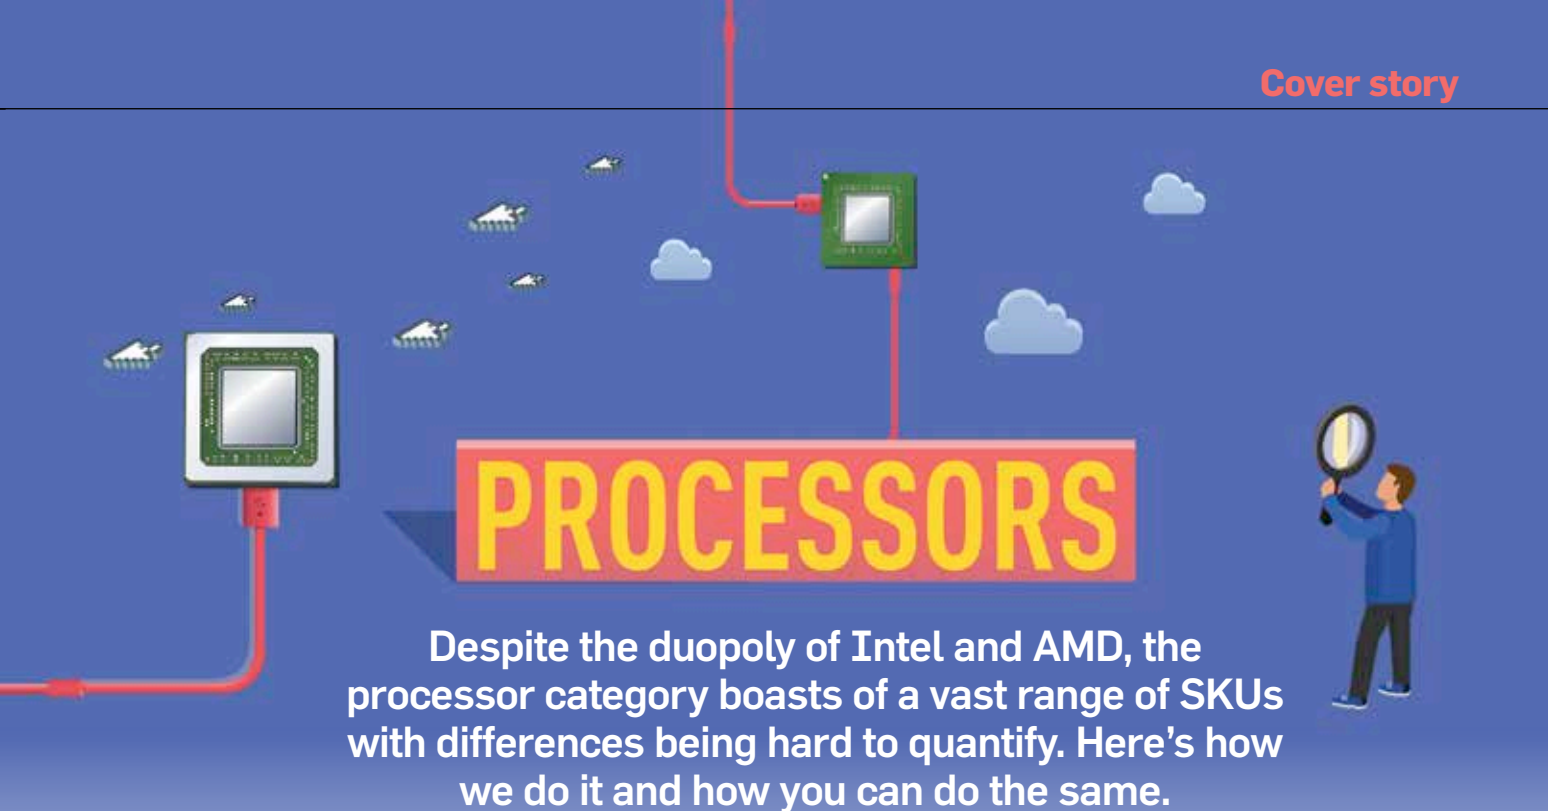 Cover story
PROCESSORS
Despite the duopoly of Intel and AMD, the
processor category boasts of a vast range of SKUs
with differences being hard to quantify. Here’s how
we do it and how you can do the same.